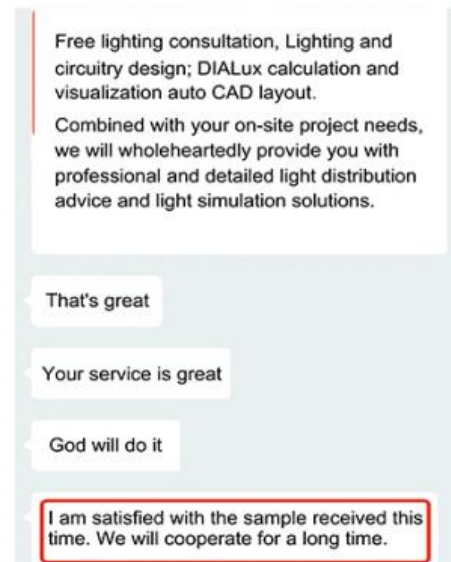 Free lighting consultation, Lighting and
circuitry design; DIALux calculation and
visualization auto CAD layout.
Combined with your on-site project needs,
we will wholeheartedly provide you with
professional and detailed light distribution
advice and light simulation solutions.
That's great
Your service is great
God will do it
I am satisfied with the sample received this
time. We will cooperate for a long time.